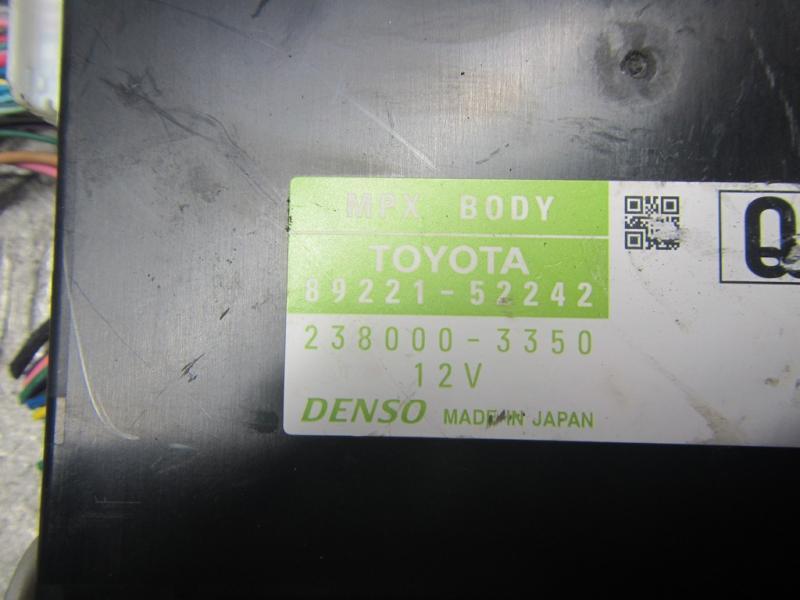 MPX BODY
TOYOTA
89221-52242
238000-3350
12V
DENSO MADE IN JAPAN